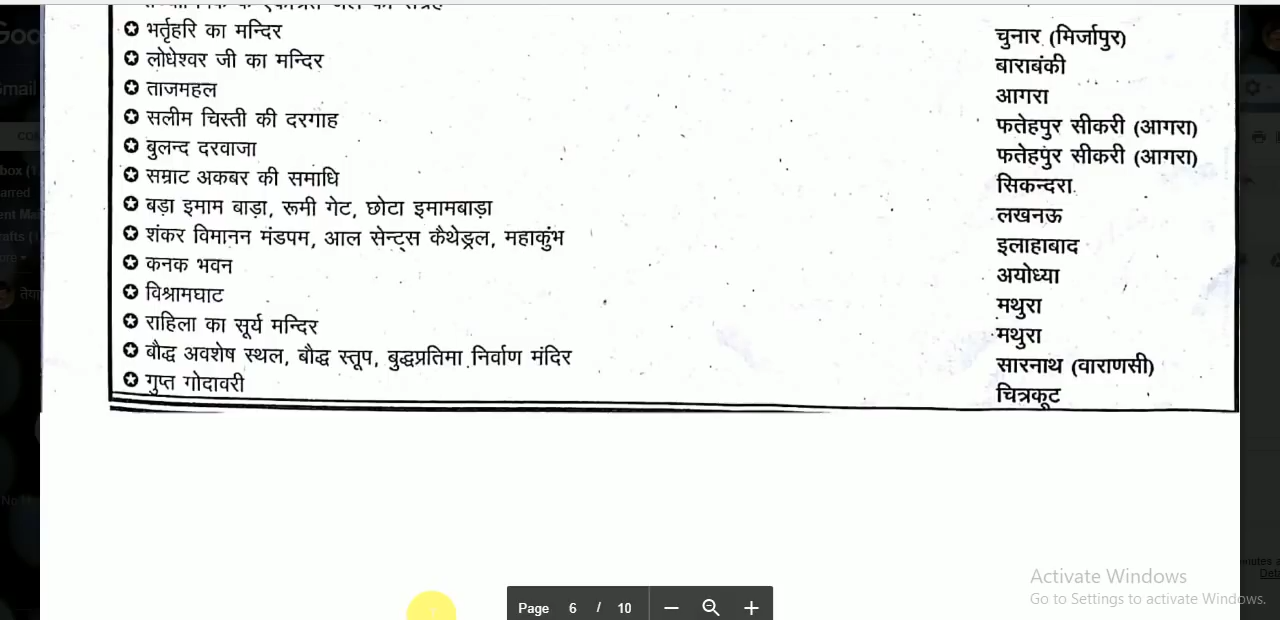 भर्तृहरि का मन्दिर चुनार (मिर्जापुर)
लोधेश्वर जी का मन्दिर बाराबंकी
ताजमहल आगरा
सलीम चिस्ती की दरगाह फतेहपुर सीकरी (आगरा)
बुलन्द दरवाजा फतेहपुर सीकरी (आगरा)
सम्राट अकबर की समाधि सिकन्दरा
बड़ा इमाम बाड़ा, रूमी गेट, छोटा इमामबाड़ा लखनऊ
शंकर विमानन मंडपम, आल सेन्ट्स कैथेड्रल, महाकुंभ इलाहाबाद
कनक भवन अयोध्या
विश्रामघाट मथुरा
राहिला का सूर्य मन्दिर मथुरा
बौद्ध अवशेष स्थल, बौद्ध स्तूप, बुद्धप्रतिमा निर्वाण मंदिर सारनाथ (वाराणसी)
गुप्त गोदावरी चित्रकूट
Activate Windows
Go to Settings to activate Windows.
Page 6 / 10